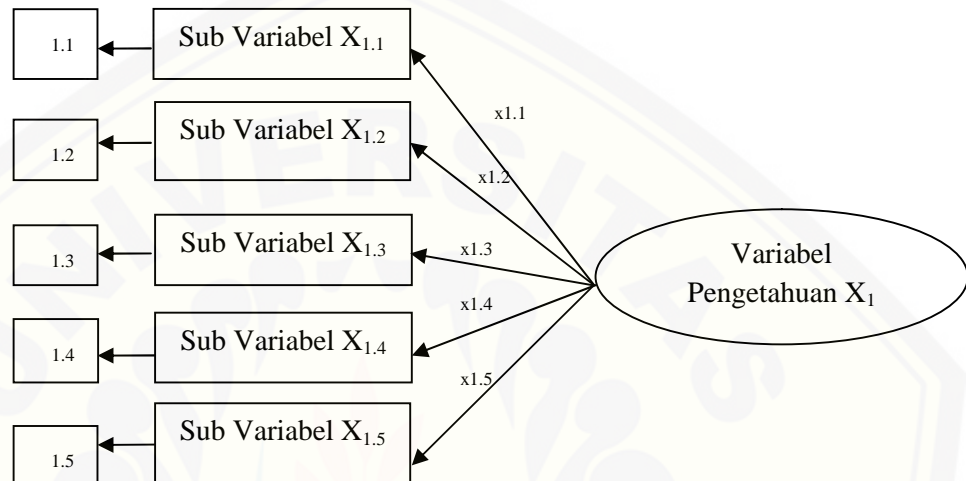 1.1
Sub Variabel X1.1
x1.1
1.2
Sub Variabel X1.2
x1.2
1.3
Sub Variabel X1.3
x1.3
Variabel
Pengetahuan X1
1.4
Sub Variabel X1.4
x1.4
1.5
Sub Variabel X1.5
x1.5
UNIVERSITAS